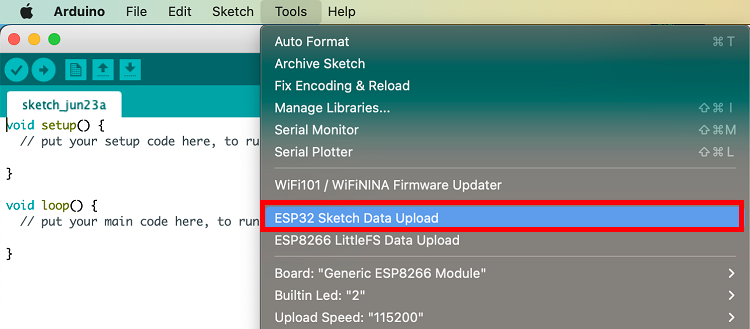 Arduino File Edit Sketch Tools Help
sketch_jun23a
void setup() {
// put your setup code here, to ru
}
void loop() {
// put your main code here, to run
}
Auto Format ⌘ T
Archive Sketch
Fix Encoding & Reload
Manage Libraries... ⇧⌘ I
Serial Monitor ⇧⌘M
Serial Plotter ⇧⌘ L
WiFi101 / WiFiNINA Firmware Updater
ESP32 Sketch Data Upload
ESP8266 LittleFS Data Upload
Board: "Generic ESP8266 Module"
Builtin Led: "2"
Upload Speed: "115200"